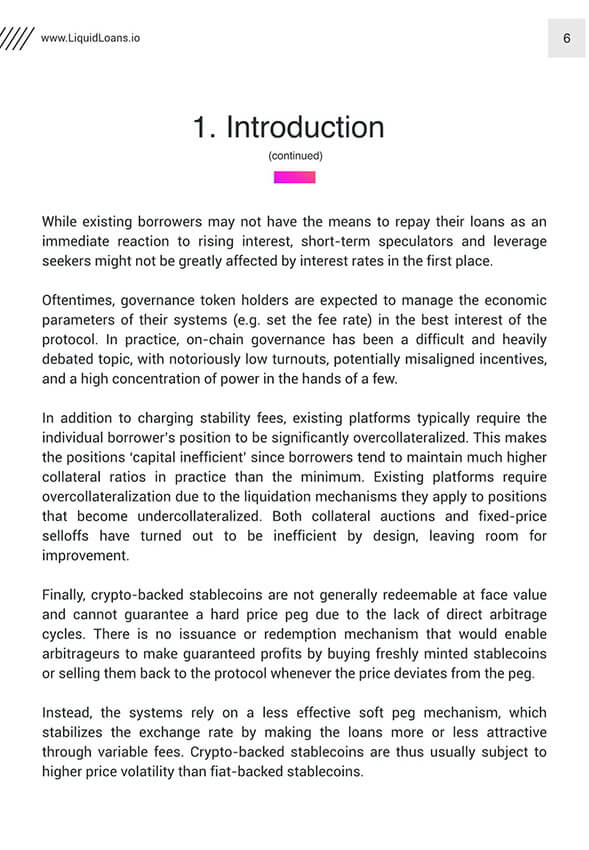 www.LiquidLoans.io
6
1. Introduction
(continued)
While existing borrowers may not have the means to repay their loans as an
immediate reaction to rising interest, short-term speculators and leverage
seekers might not be greatly affected by interest rates in the first place.
Oftentimes, governance token holders are expected to manage the economic
parameters of their systems (e.g. set the fee rate) in the best interest of the
protocol. In practice, on-chain governance has been a difficult and heavily
debated topic, with notoriously low turnouts, potentially misaligned incentives,
and a high concentration of power in the hands of a few.
In addition to charging stability fees, existing platforms typically require the
individual borrower's position to be significantly overcollateralized. This makes
the positions ‘capital inefficient’ since borrowers tend to maintain much higher
collateral ratios in practice than the minimum. Existing platforms require
overcollateralization due to the liquidation mechanisms they apply to positions
that become undercollateralized. Both collateral auctions and fixed-price
selloffs have turned out to be inefficient by design, leaving room for
improvement.
Finally, crypto-backed stablecoins are not generally redeemable at face value
and cannot guarantee a hard price peg due to the lack of direct arbitrage
cycles. There is no issuance or redemption mechanism that would enable
arbitrageurs to make guaranteed profits by buying freshly minted stablecoins
or selling them back to the protocol whenever the price deviates from the peg.
Instead, the systems rely on a less effective soft peg mechanism, which
stabilizes the exchange rate by making the loans more or less attractive
through variable fees. Crypto-backed stablecoins are thus usually subject to
higher price volatility than fiat-backed stablecoins.